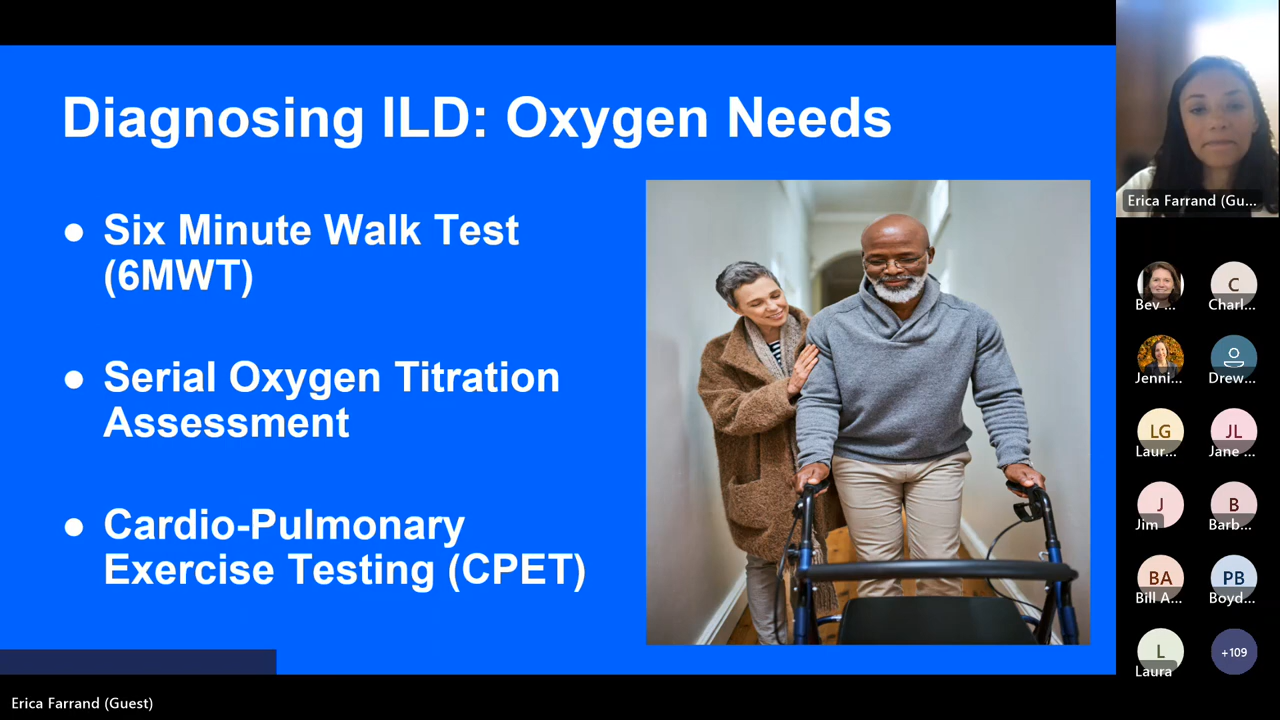 Diagnosing ILD: Oxygen Needs
● Six Minute Walk Test
(6MWT)
● Serial Oxygen Titration
Assessment
● Cardio-Pulmonary
Exercise Testing (CPET)
Erica Farrand (Gu...
Bev ...
C
Charl...
Jenni...
Drew...
LG
Laur...
JL
Jane ...
J
Jim
B
Barb...
BA
Bill A...
PB
Boyd...
L
Laura
+109
Erica Farrand (Guest)